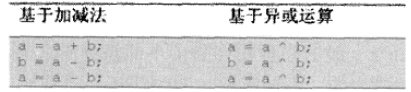 基于加减法 基于异或运算
a = a + b; a = a ^ b;
b = a - b; b = a ^ b;
a = a - b; a = a ^ b;